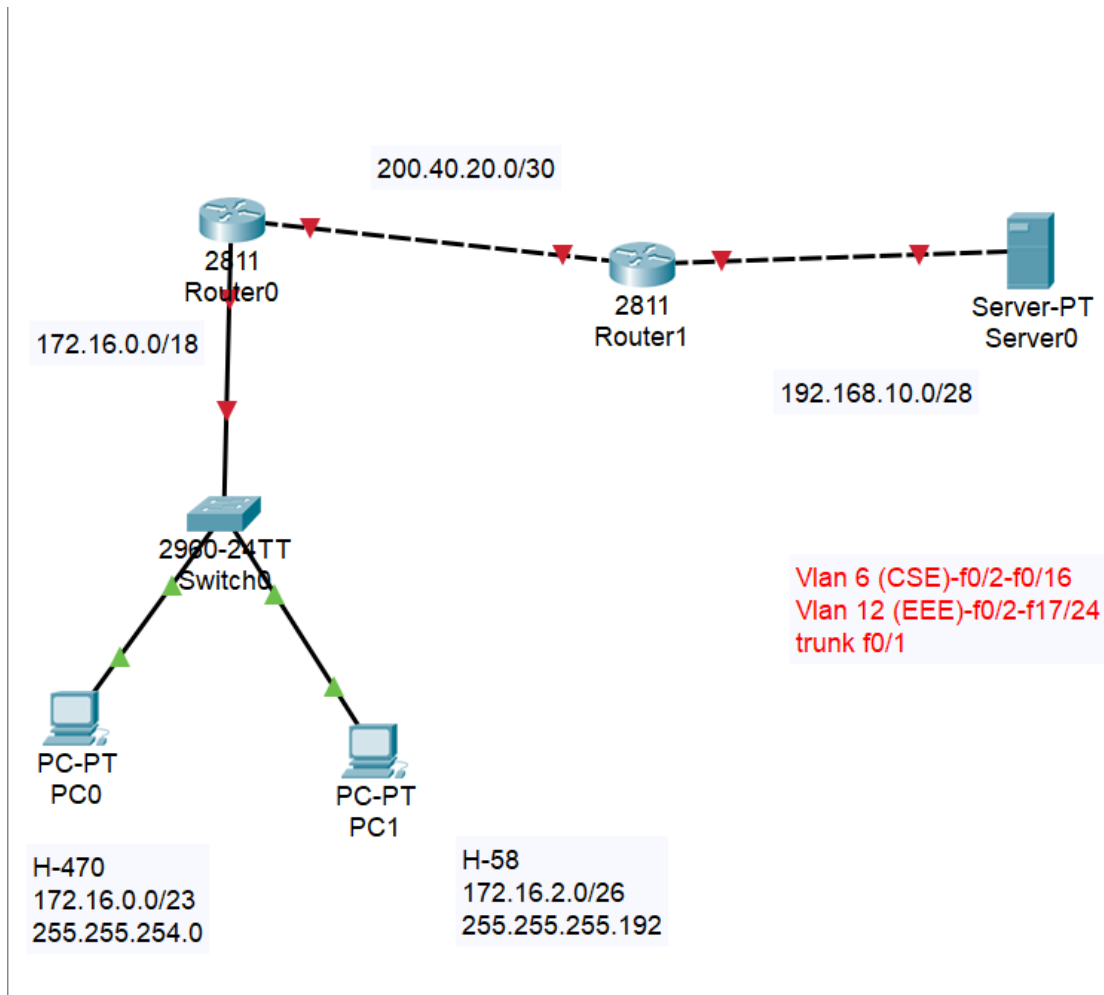 200.40.20.0/30
2811
Router0
2811
Router1
Server-PT
Server0
172.16.0.0/18
192.168.10.0/28
2960-24TT
Switch0
Vlan 6 (CSE)-f0/2-f0/16
Vlan 12 (EEE)-f0/2-f17/24
trunk f0/1
PC-PT
PC0
PC-PT
PC1
H-470
172.16.0.0/23
255.255.254.0
H-58
172.16.2.0/26
255.255.255.192